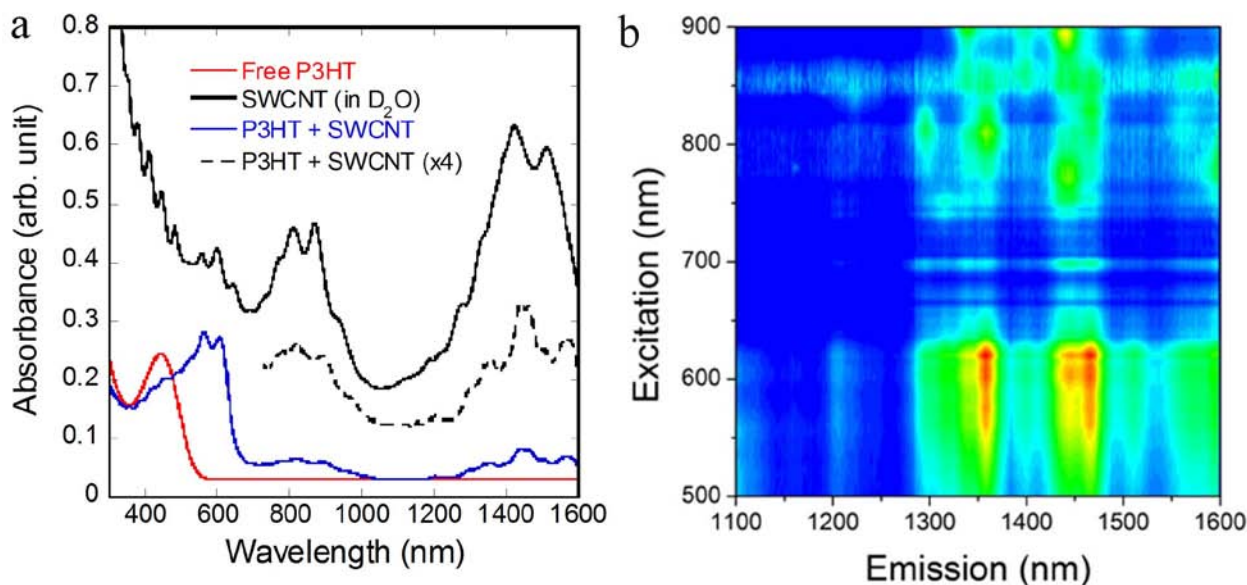 a
Absorbance (arb. unit)
0.8
0.7
0.6
0.5
0.4
0.3
0.2
0.1
0
Free P3HT
SWCNT (in D₂O)
P3HT + SWCNT
P3HT + SWCNT (x4)
400 600 800 1000 1200 1400 1600
Wavelength (nm)
b
Excitation (nm)
900
800
700
600
500
1100 1200 1300 1400 1500 1600
Emission (nm)